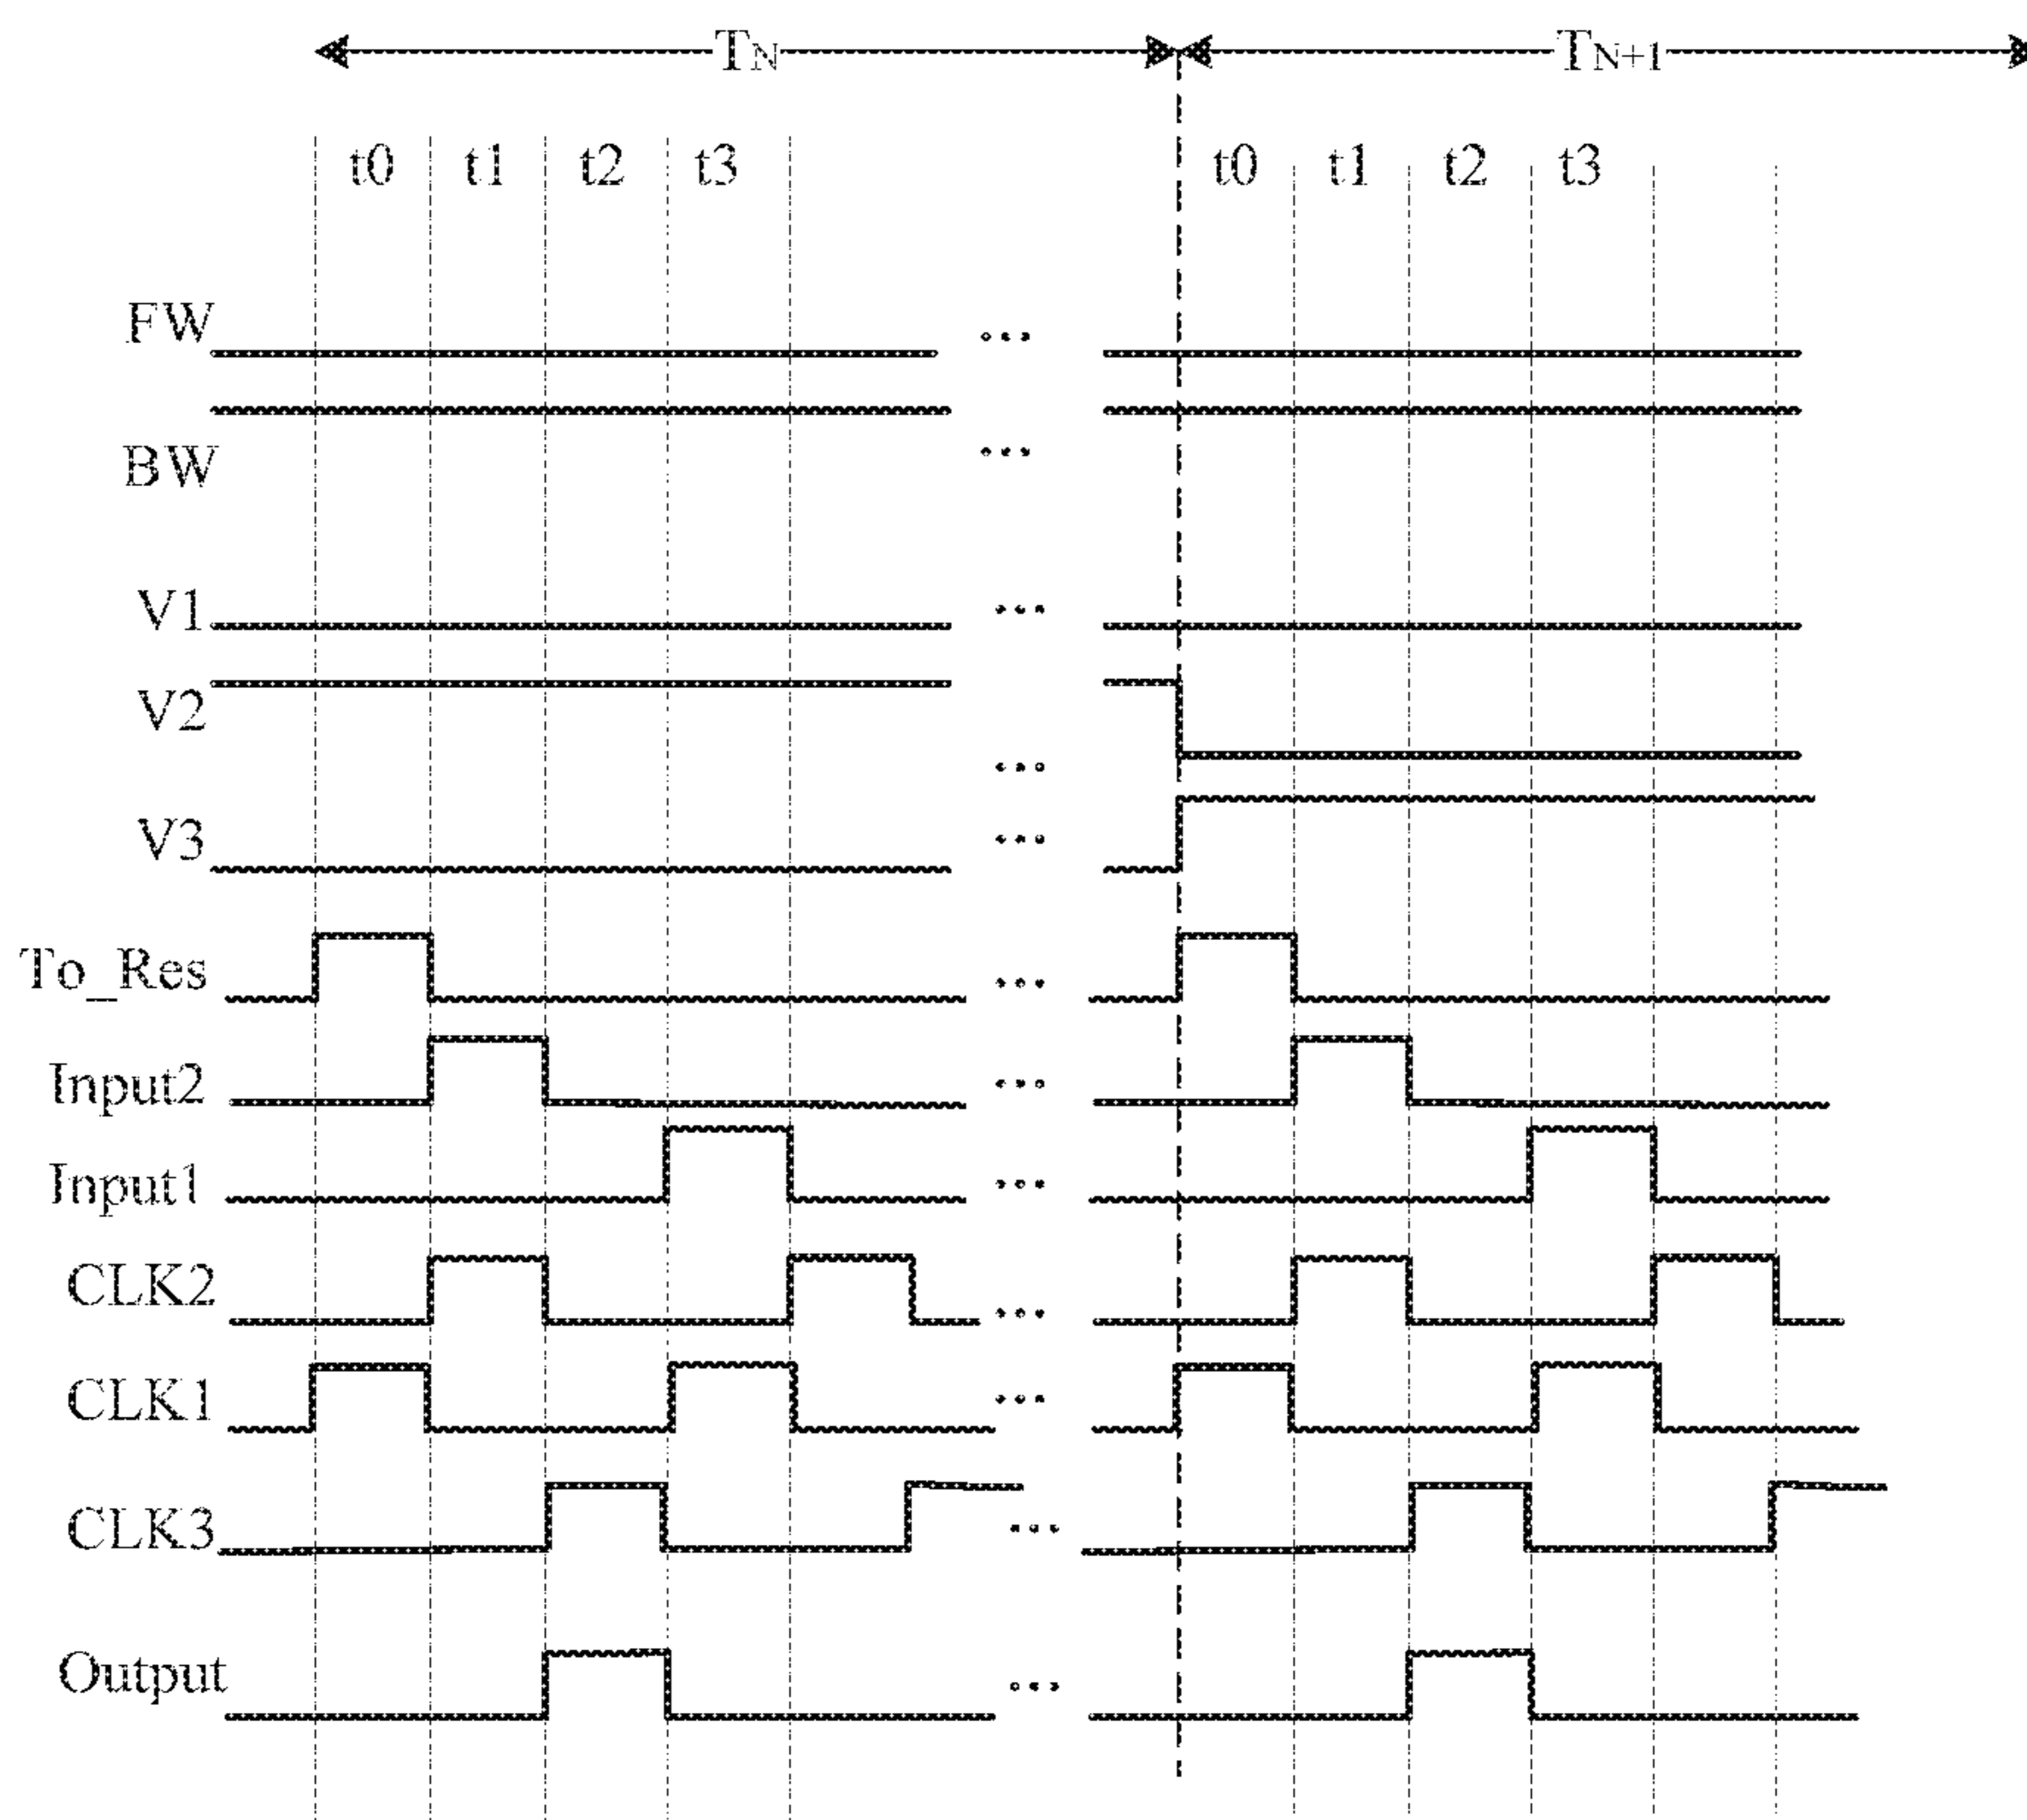 TN TN+1
t0 t1 t2 t3 t0 t1 t2 t3
FW ...
BW ...
V1 ...
V2 ...
V3 ...
To_Res ...
Input2 ...
Input1 ...
CLK2 ...
CLK1 ...
CLK3 ...
Output ...